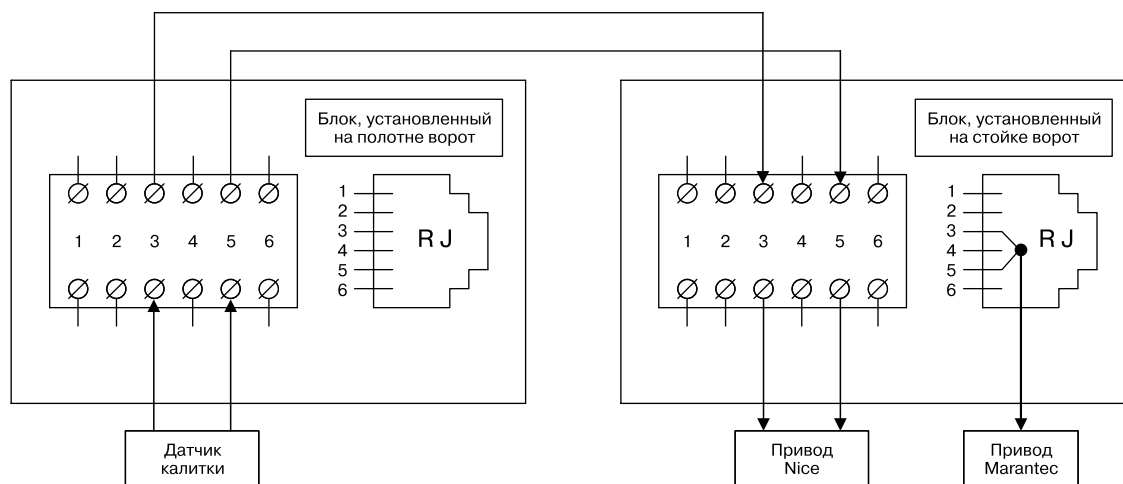 Блок, установленный
на полотне ворот
1 2 3 4 5 6
1
2
3
4
5
6
RJ
Датчик
калитки
Блок, установленный
на стойке ворот
1 2 3 4 5 6
1
2
3
4
5
6
RJ
Привод
Nice
Привод
Marantec